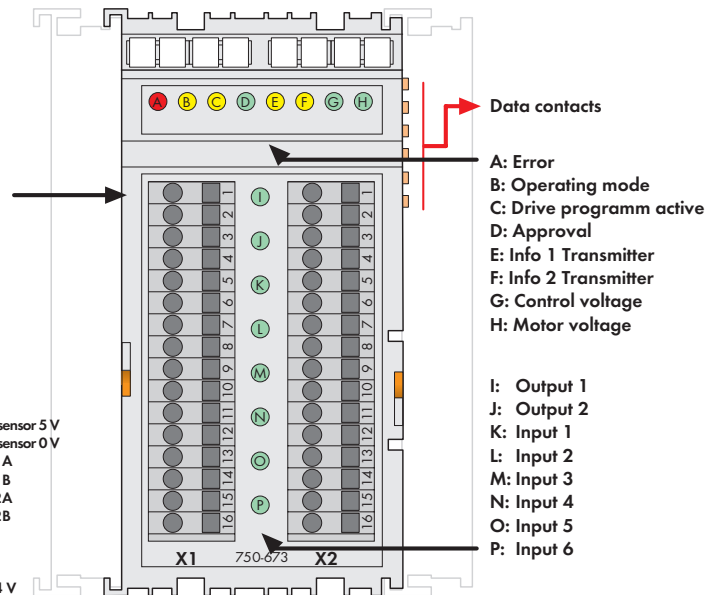 A B C D E F G H
Data contacts
A: Error
B: Operating mode
C: Drive programm active
D: Approval
E: Info 1 Transmitter
F: Info 2 Transmitter
G: Control voltage
H: Motor voltage
1 I 1
2 2
3 J 3
4 4
5 K 5
6 6
7 L 7
8 8
9 M 9
10 10
11 N 11
12 12
13 O 13
14 14
15 P 15
16 16
I: Output 1
J: Output 2
K: Input 1
L: Input 2
M: Input 3
N: Input 4
O: Input 5
P: Input 6
sensor 5 V
sensor 0 V
A
B
2A
2B
X1 750-673 X2
4 V